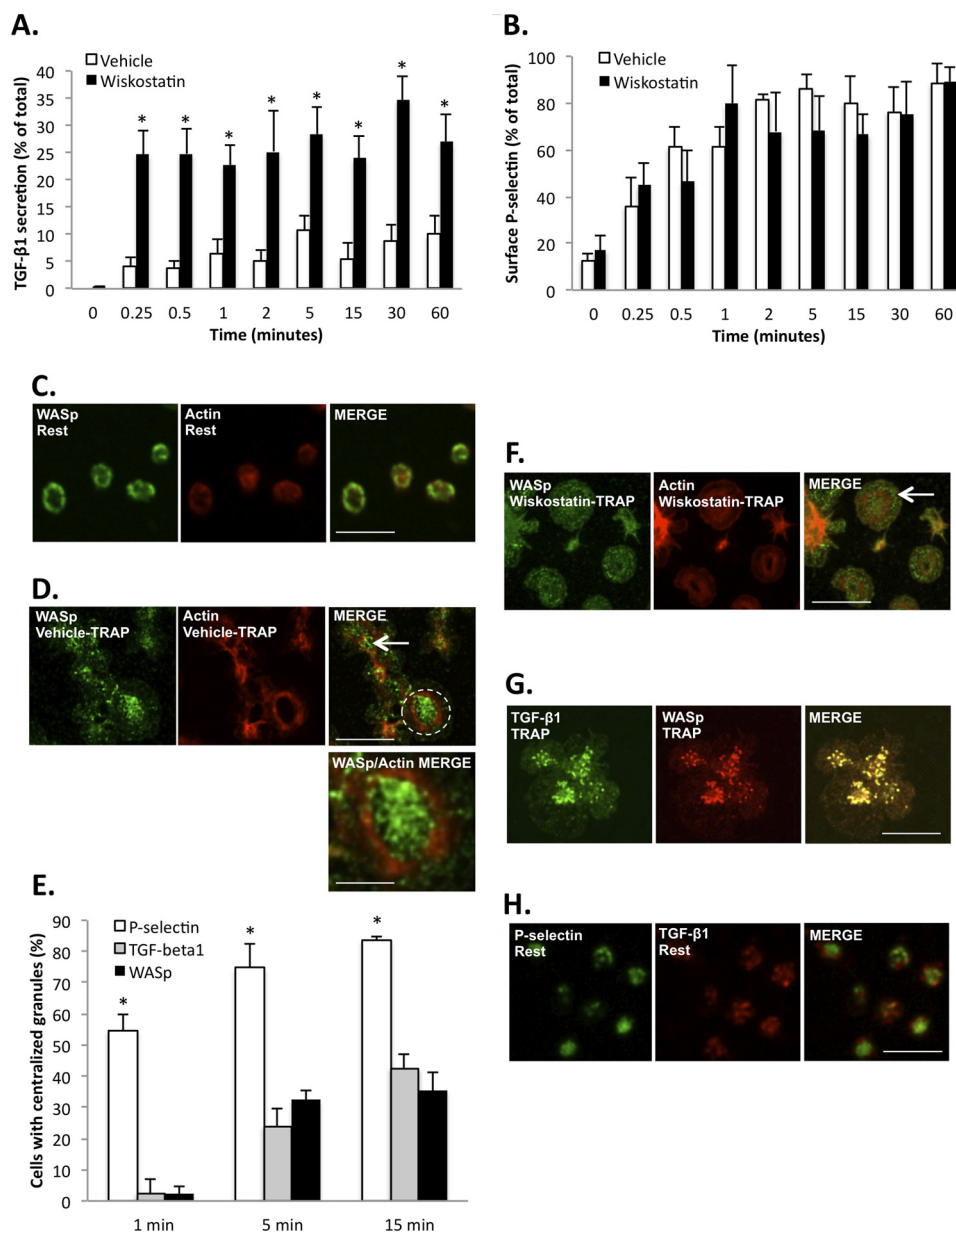 A.
Vehicle
Wiskostatin
TGF-β1 secretion (% of total)
40
35
30
25
20
15
10
5
0
* * * * * * * *
0 0.25 0.5 1 2 5 15 30 60
Time (minutes)
B.
Vehicle
Wiskostatin
Surface P-selectin (% of total)
100
80
60
40
20
0
0 0.25 0.5 1 2 5 15 30 60
Time (minutes)
C.
WASp
Rest
Actin
Rest
MERGE
D.
WASp
Vehicle-TRAP
Actin
Vehicle-TRAP
MERGE
WASp/Actin MERGE
E.
P-selectin
TGF-beta1
WASp
Cells with centralized granules (%)
90
80
70
60
50
40
30
20
10
0
* * *
1 min 5 min 15 min
F.
WASp
Wiskostatin-TRAP
Actin
Wiskostatin-TRAP
MERGE
G.
TGF-β1
TRAP
WASp
TRAP
MERGE
H.
P-selectin
Rest
TGF-β1
Rest
MERGE